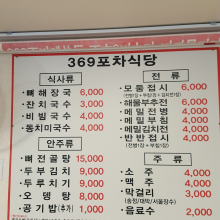 369포차식당
식사류
· 뼈해장국 6,000
· 잔치국수 3,000
· 비빔국수 4,000
· 동치미국수 4,000
안주류
· 뼈전골탕 15,000
· 두부김치 9,000
· 두루치기 9,000
· 오뎅탕 8,000
· 공기밥 1,000
전류
· 모둠접시 6,000
· 해물부추전 6,000
· 메밀전병 4,000
· 메밀부침 4,000
· 메밀김치전 4,000
· 반반접시 4,000
주류
· 소주 4,000
· 맥주 4,000
· 막걸리 3,000
· 음료수 2,000